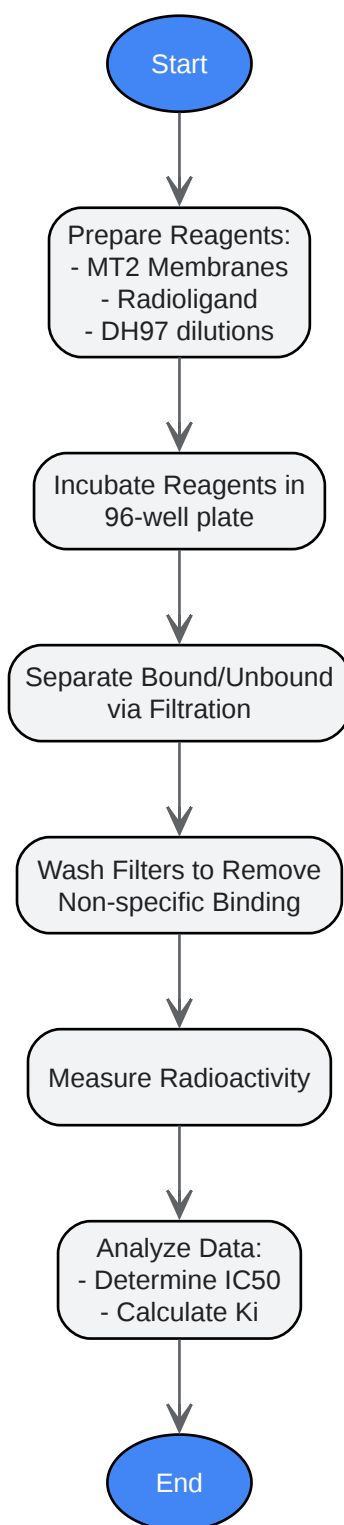 Start
Prepare Reagents:
- MT2 Membranes
- Radioligand
- DH97 dilutions
Incubate Reagents in
96-well plate
Separate Bound/Unbound
via Filtration
Wash Filters to Remove
Non-specific Binding
Measure Radioactivity
Analyze Data:
- Determine IC50
- Calculate Ki
End